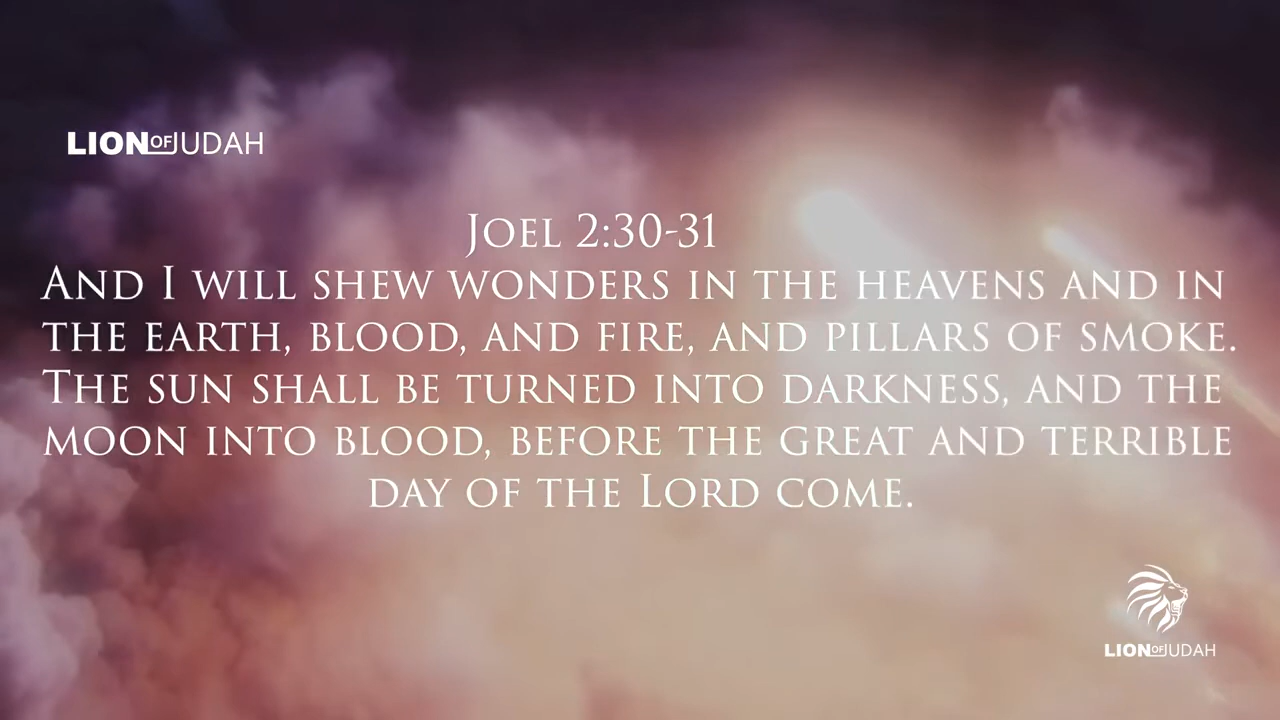 LION OF JUDAH
Joel 2:30-31
And I will shew wonders in the heavens and in
the earth, blood, and fire, and pillars of smoke.
The sun shall be turned into darkness, and the
moon into blood, before the great and terrible
day of the Lord come.
LION OF JUDAH